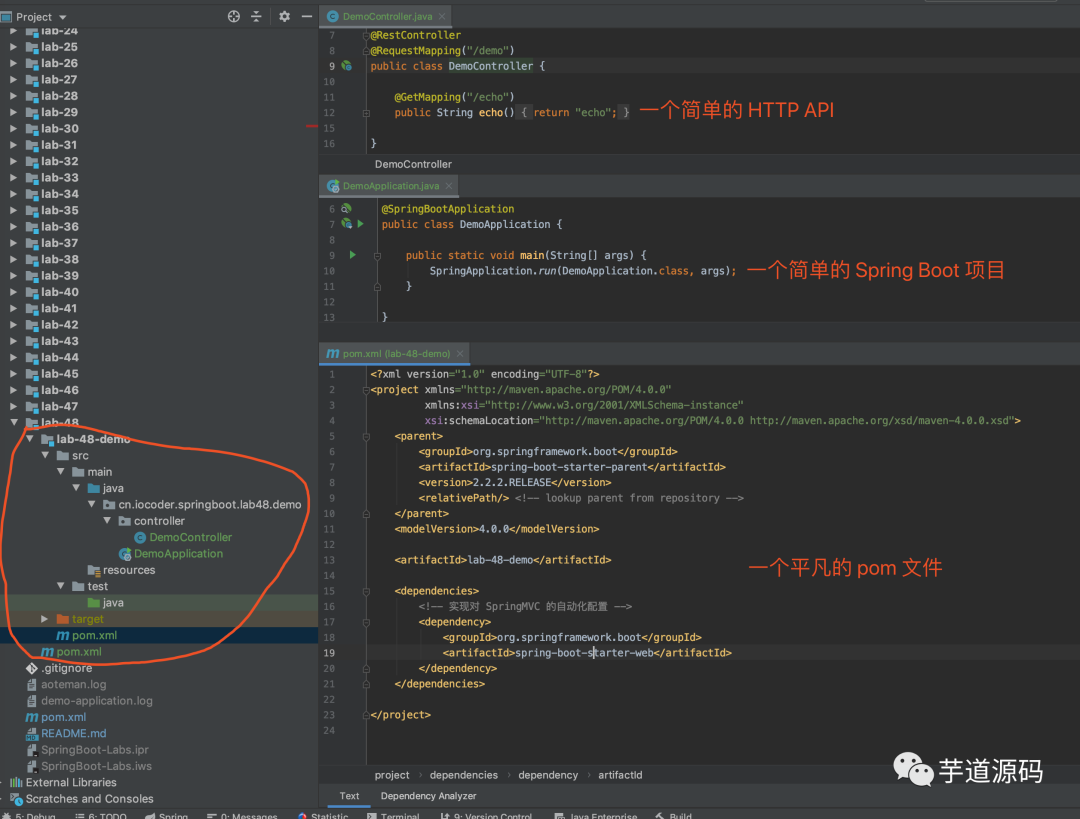 Project
lab-24
lab-25
lab-26
lab-27
lab-28
lab-29
lab-30
lab-31
lab-32
lab-33
lab-34
lab-35
lab-36
lab-37
lab-38
lab-39
lab-40
lab-41
lab-42
lab-43
lab-44
lab-45
lab-46
lab-47
lab-48
lab-48-demo
src
main
java
cn.iocoder.springboot.lab48.demo
controller
DemoController
DemoApplication
resources
test
java
target
pom.xml
pom.xml
.gitignore
aoteman.log
demo-application.log
pom.xml
README.md
SpringBoot-Labs.ipr
SpringBoot-Labs.iws
External Libraries
Scratches and Consoles
DemoController.java
7 @RestController
8 @RequestMapping("/demo")
9 public class DemoController {
10
11 @GetMapping("/echo")
12 public String echo() { return "echo"; } 一个简单的 HTTP API
15
16 }
DemoController
DemoApplication.java
6 @SpringBootApplication
7 public class DemoApplication {
8
9 public static void main(String[] args) {
10 SpringApplication.run(DemoApplication.class, args); 一个简单的 Spring Boot 项目
11 }
12
13 }
pom.xml (lab-48-demo)
1 <?xml version="1.0" encoding="UTF-8"?>
2 <project xmlns="http://maven.apache.org/POM/4.0.0"
3 xmlns:xsi="http://www.w3.org/2001/XMLSchema-instance"
4 xsi:schemaLocation="http://maven.apache.org/POM/4.0.0 http://maven.apache.org/xsd/maven-4.0.0.xsd">
5 <parent>
6 <groupId>org.springframework.boot</groupId>
7 <artifactId>spring-boot-starter-parent</artifactId>
8 <version>2.2.2.RELEASE</version>
9 <relativePath/> <!-- lookup parent from repository -->
10 </parent>
11 <modelVersion>4.0.0</modelVersion>
12
13 <artifactId>lab-48-demo</artifactId> 一个平凡的 pom 文件
14
15 <dependencies>
16 <!-- 实现对 SpringMVC 的自动化配置 -->
17 <dependency>
18 <groupId>org.springframework.boot</groupId>
19 <artifactId>spring-boot-starter-web</artifactId>
20 </dependency>
21 </dependencies>
22
23 </project>
24
芋道源码
project › dependencies › dependency › artifactId
Text Dependency Analyzer
5: Debug 6: TODO Spring 0: Messages Statistic Terminal 9: Version Control Java Enterprise Build